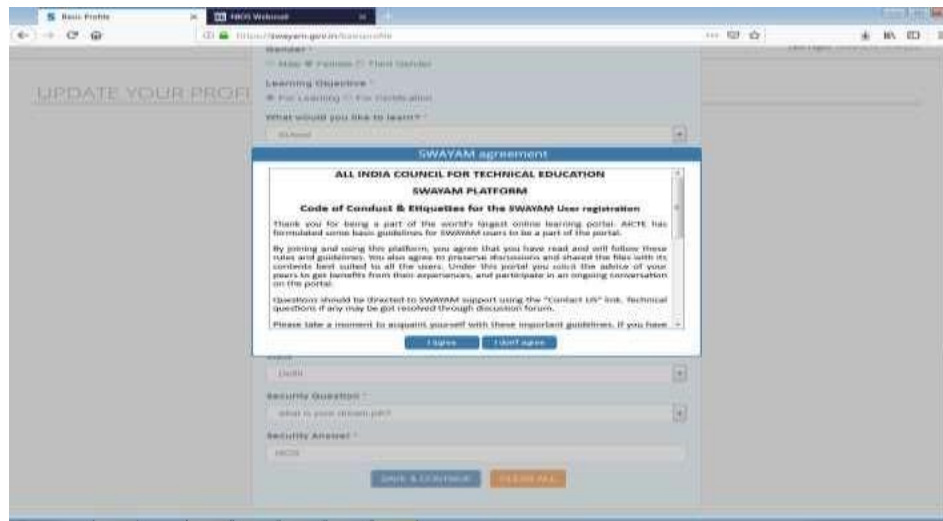 Basic Profile
NIOS Webinar
https://swayam.gov.in/basicprofile
Gender *
Male Female Third Gender
UPDATE YOUR PROFI
Learning Objective *
For Learning For Certification
What would you like to learn? *
School
SWAYAM agreement
ALL INDIA COUNCIL FOR TECHNICAL EDUCATION
SWAYAM PLATFORM
Code of Conduct & Ettiquettes for the SWAYAM User registration
Thank you for being a part of the world's largest online learning portal. AICTE has
formulated some basic guidelines for SWAYAM users to be a part of the portal.
By joining and using this platform, you agree that you have read and will follow these
rules and guidelines. You also agree to preserve discussions and shared the files with its
contents best suited to all the users. Under this portal you solicit the advice of your
peers to get benefits from their experiences, and participate in an ongoing conversation
on the portal.
Questions should be directed to SWAYAM support using the "Contact US" link. Technical
questions if any may be got resolved through discussion forum.
Please take a moment to acquaint yourself with these important guidelines. If you have
I agree I don't agree
Delhi
Security Question *
What is your dream job?
Security Answer *
NIOS
SAVE & CONTINUE CLEAR ALL